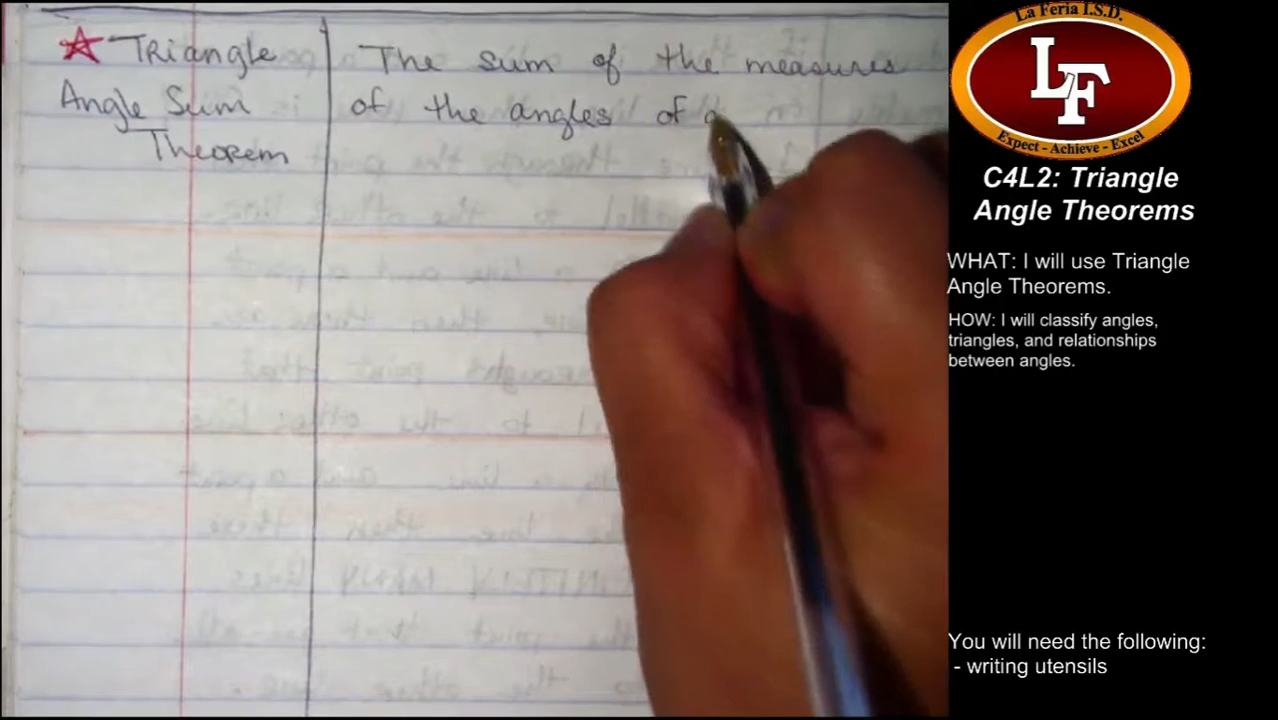 Triangle
Angle Sum
Theorem
The sum of the measures
of the angles of a
La Feria I.S.D.
LF
Expect - Achieve - Excel
C4L2: Triangle
Angle Theorems
WHAT: I will use Triangle
Angle Theorems.
HOW: I will classify angles,
triangles, and relationships
between angles.
You will need the following:
- writing utensils